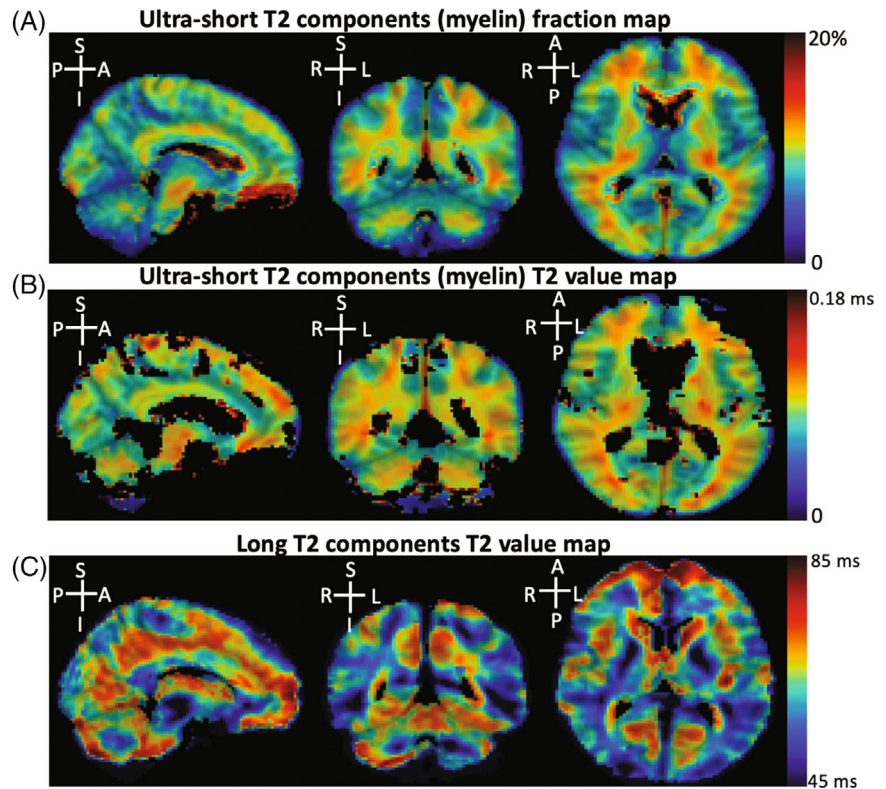 (A) Ultra-short T2 components (myelin) fraction map
S
P A
I
S
R L
I
A
R L
P
20%
0
(B) Ultra-short T2 components (myelin) T2 value map
S
P A
I
S
R L
I
A
R L
P
0.18 ms
0
(C) Long T2 components T2 value map
S
P A
I
S
R L
I
A
R L
P
85 ms
45 ms